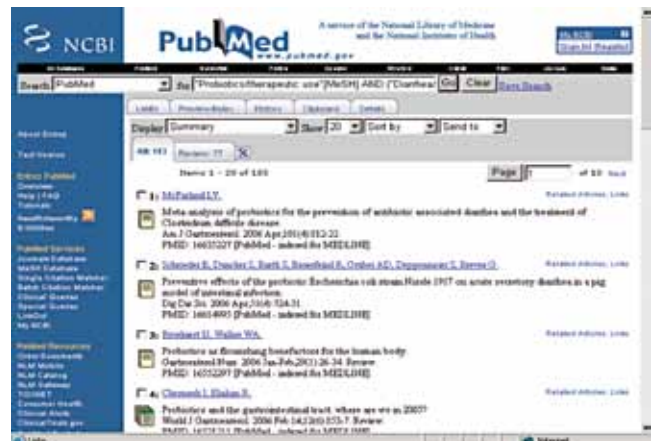 NCBI
PubMed
www.pubmed.gov
A service of the National Library of Medicine
and the National Institutes of Health
My NCBI
Search PubMed for "Probiotics/therapeutic use"[MeSH] AND ("Diarrhea Go Clear Save Search
Limits Preview/Index History Clipboard Details
Display Summary Show 20 Sort by Send to
All: 193 Review: 77
Items 1 - 20 of 193 Page 1 of 10 Next
About Entrez
Text Version
Entrez PubMed
Overview
Help | FAQ
Tutorials
New/Noteworthy
E-Utilities
PubMed Services
Journals Database
MeSH Database
Single Citation Matcher
Batch Citation Matcher
Clinical Queries
Special Queries
LinkOut
My NCBI
Related Resources
Order Documents
NLM Mobile
NLM Catalog
NLM Gateway
TOXNET
Consumer Health
Clinical Alerts
ClinicalTrials.gov
1: McFarland LV. Related Articles, Links
Meta-analysis of probiotics for the prevention of antibiotic associated diarrhea and the treatment of
Clostridium difficile disease.
Am J Gastroenterol. 2006 Apr;101(4):812-22.
PMID: 16635227 [PubMed - indexed for MEDLINE]
2: Schroeder B, Duncker S, Barth S, Bauerfeind R, Gruber AD, Deppenmeier S, Breves G. Related Articles, Links
Preventive effects of the probiotic Escherichia coli strain Nissle 1917 on acute secretory diarrhea in a pig
model of intestinal infection.
Dig Dis Sci. 2006 Apr;51(4):724-31.
PMID: 16614995 [PubMed - indexed for MEDLINE]
3: Walker WA. Related Articles, Links
Probiotics as flourishing benefactors for the human body.
Gastroenterol Nurs. 2006 Jan-Feb;29(1):26-34. Review.
PMID: 16552297 [PubMed - indexed for MEDLINE]
4: Related Articles, Links
Probiotics and the gastrointestinal tract: where are we in 2005?
World J Gastroenterol. 2006 Feb 14;12(6):853-7. Review.
[PubMed - indexed for MEDLINE]
Internet